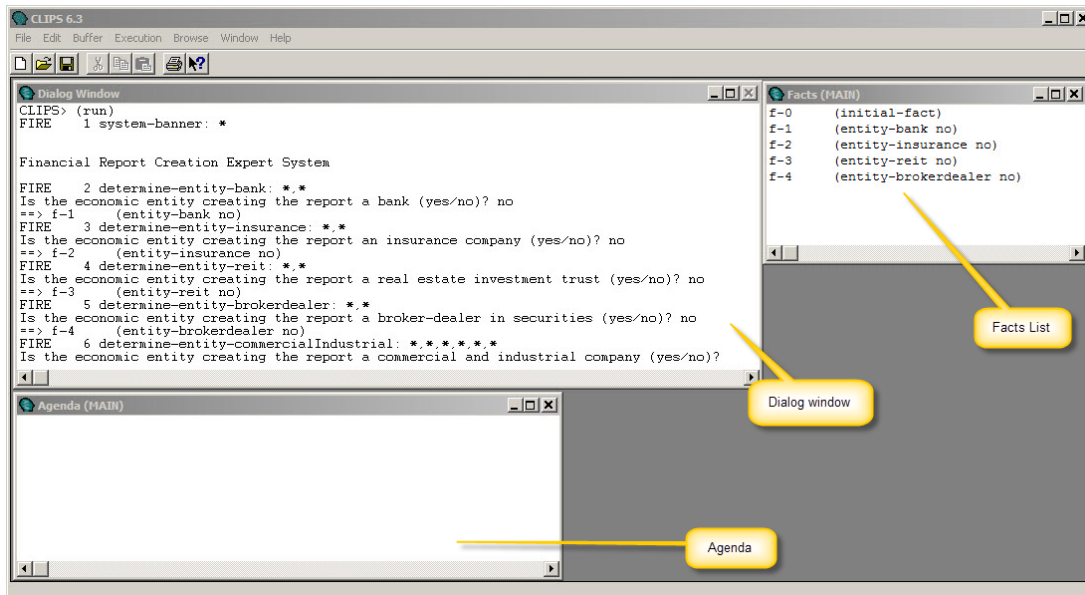 CLIPS 6.3
File Edit Buffer Execution Browse Window Help
Dialog Window
CLIPS> (run)
FIRE 1 system-banner: *
Financial Report Creation Expert System
FIRE 2 determine-entity-bank: *,*
Is the economic entity creating the report a bank (yes/no)? no
==> f-1 (entity-bank no)
FIRE 3 determine-entity-insurance: *,*
Is the economic entity creating the report an insurance company (yes/no)? no
==> f-2 (entity-insurance no)
FIRE 4 determine-entity-reit: *,*
Is the economic entity creating the report a real estate investment trust (yes/no)? no
==> f-3 (entity-reit no)
FIRE 5 determine-entity-brokerdealer: *,*
Is the economic entity creating the report a broker-dealer in securities (yes/no)? no
==> f-4 (entity-brokerdealer no)
FIRE 6 determine-entity-commercialIndustrial: *,*,*,*,*,*
Is the economic entity creating the report a commercial and industrial company (yes/no)?
Facts (MAIN)
f-0 (initial-fact)
f-1 (entity-bank no)
f-2 (entity-insurance no)
f-3 (entity-reit no)
f-4 (entity-brokerdealer no)
Facts List
Dialog window
Agenda (MAIN)
Agenda